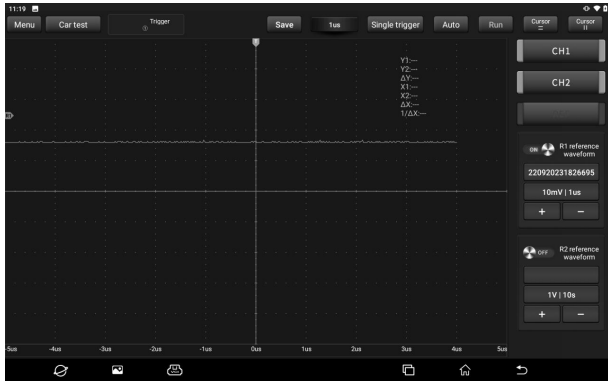 11:19
Menu Car test Trigger Save 1us Single trigger Auto Run Cursor Cursor
CH1
Y1:---
Y2:---
ΔY:---
X1:---
X2:---
ΔX:---
1/ΔX:---
CH2
R1
ON R1 reference
waveform
220920231826695
10mV | 1us
+ −
OFF R2 reference
waveform
1V | 10s
+ −
-5us -4us -3us -2us -1us 0us 1us 2us 3us 4us 5us